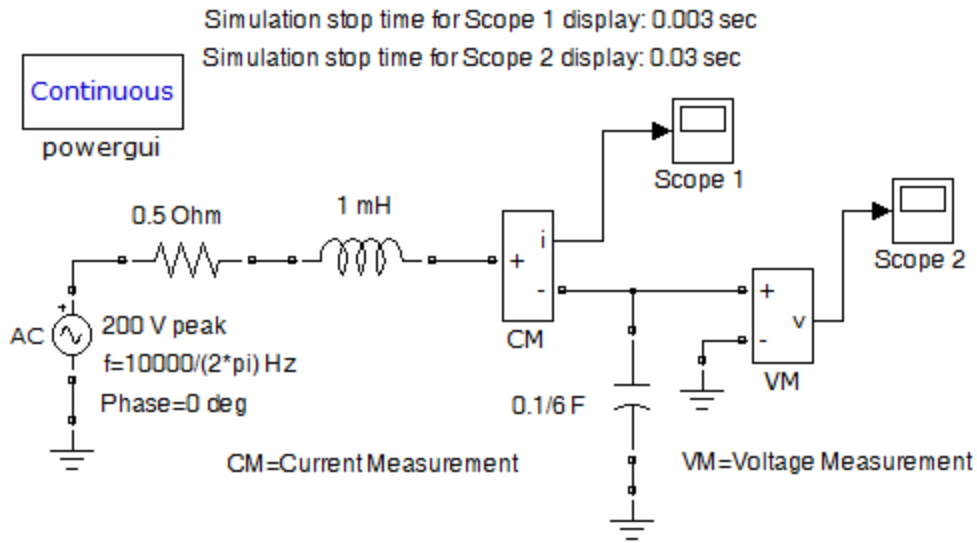 Simulation stop time for Scope 1 display: 0.003 sec
Simulation stop time for Scope 2 display: 0.03 sec
Continuous
powergui
Scope 1
Scope 2
0.5 Ohm
1 mH
+
i
-
CM
+
v
-
VM
+
AC
200 V peak
f=10000/(2*pi) Hz
Phase=0 deg
0.1/6 F
CM=Current Measurement
VM=Voltage Measurement